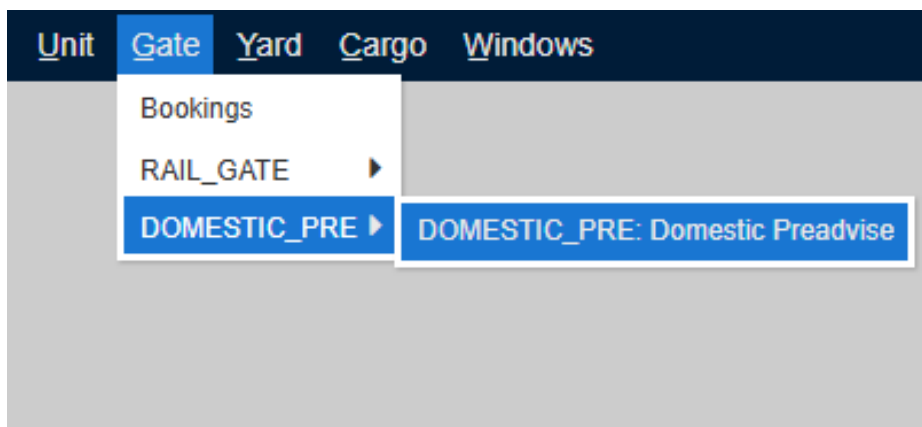 Unit Gate Yard Cargo Windows
Bookings
RAIL_GATE
DOMESTIC_PRE DOMESTIC_PRE: Domestic Preadvise